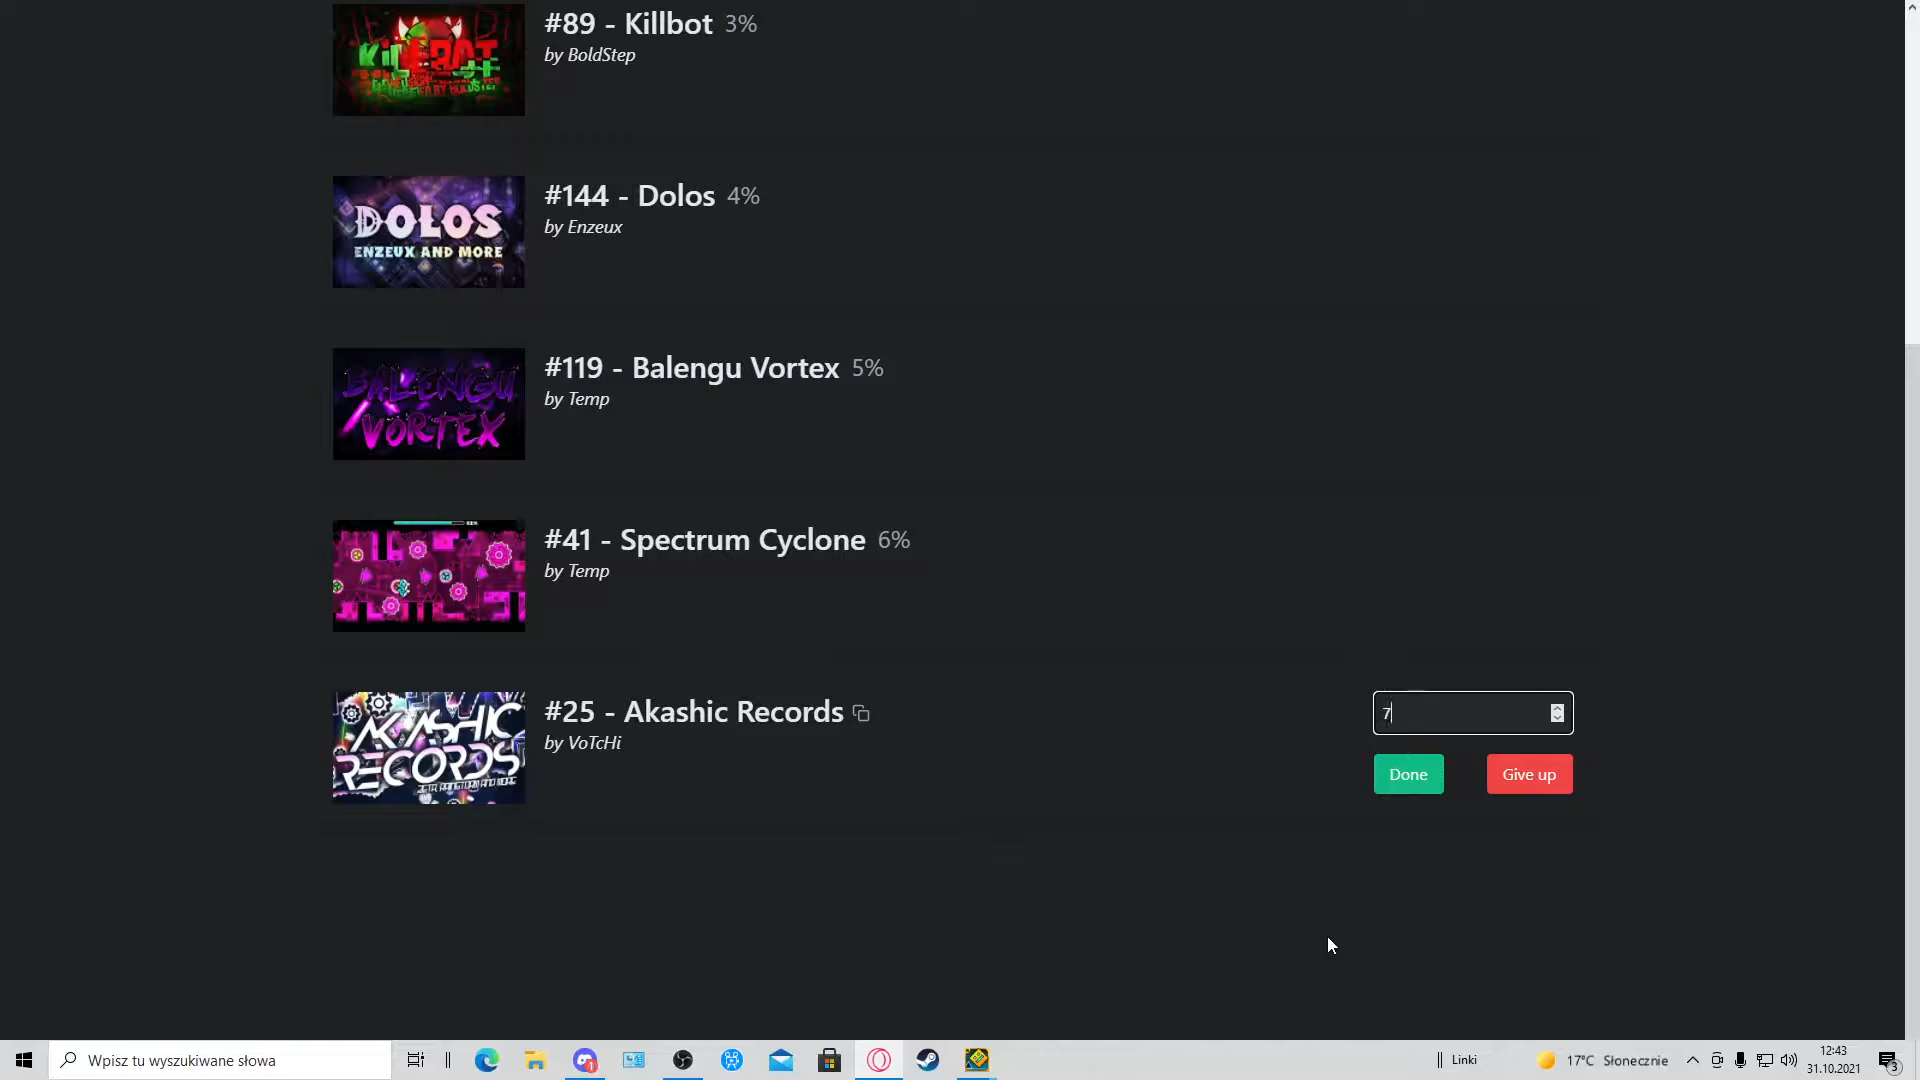 #89 - Killbot 3%
by BoldStep
#144 - Dolos 4%
by Enzeux
DOLOS
ENZEUX AND MORE
#119 - Balengu Vortex 5%
by Temp
BALENGU
VORTEX
#41 - Spectrum Cyclone 6%
by Temp
#25 - Akashic Records
by VoTcHi
AKASHIC
RECORDS
7
Done
Give up
Wpisz tu wyszukiwane słowa
1
Linki
17°C Słonecznie
12:43
31.10.2021
3